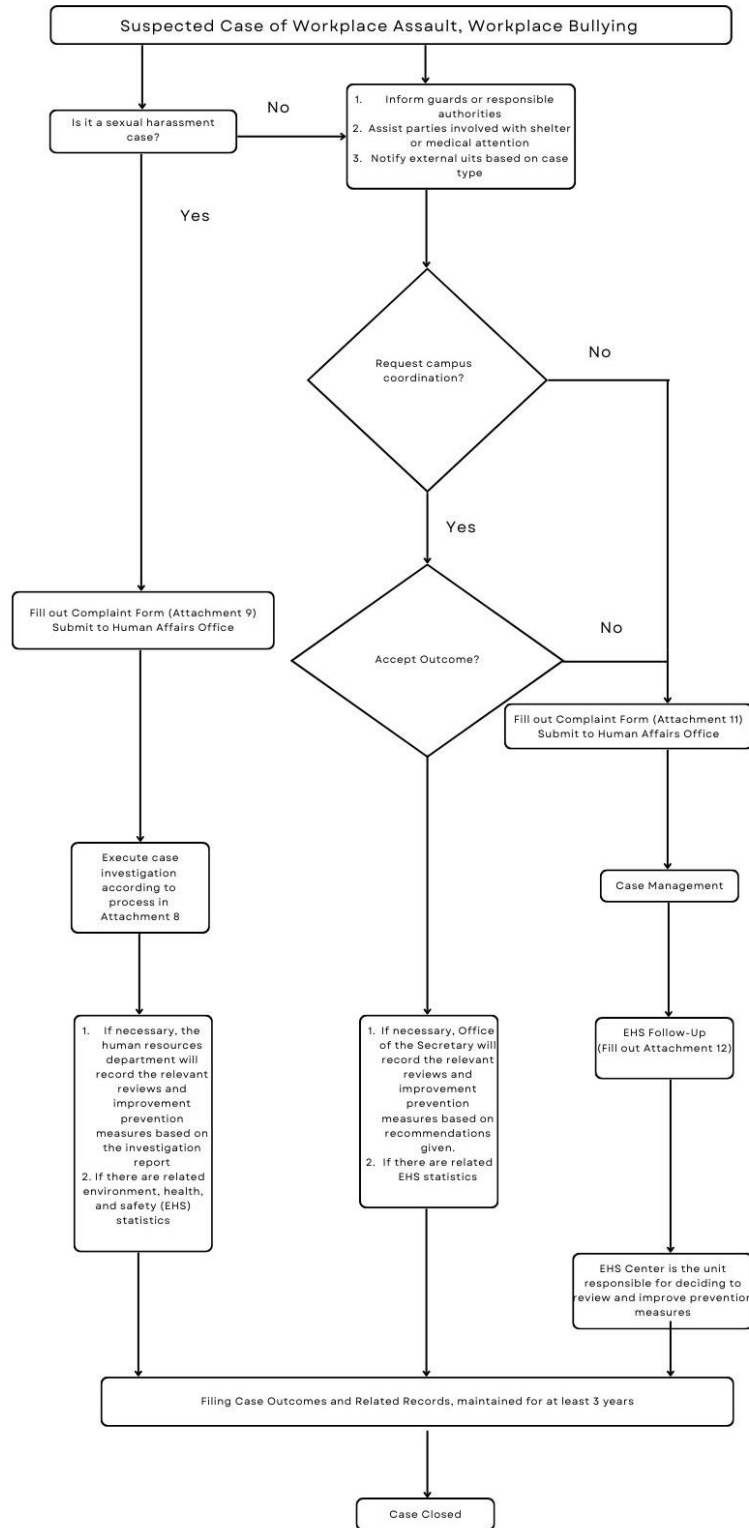 Suspected Case of Workplace Assault, Workplace Bullying
Is it a sexual harassment
case?
No
1. Inform guards or responsible
authorities
2. Assist parties involved with shelter
or medical attention
3. Notify external uits based on case
type
Yes
Request campus
coordination?
No
Yes
Fill out Complaint Form (Attachment 9)
Submit to Human Affairs Office
Accept Outcome?
No
Fill out Complaint Form (Attachment 11)
Submit to Human Affairs Office
Execute case
investigation
according to
process in
Attachment 8
Case Management
1. If necessary, the
human resources
department will
record the relevant
reviews and
improvement
prevention
measures based on
the investigation
report
2. If there are related
environment, health,
and safety (EHS)
statistics
1. If necessary, Office
of the Secretary will
record the relevant
reviews and
improvement
prevention
measures based on
recommendations
given.
2. If there are related
EHS statistics
EHS Follow-Up
(Fill out Attachment 12)
EHS Center is the unit
responsible for deciding to
review and improve prevention
measures
Filing Case Outcomes and Related Records, maintained for at least 3 years
Case Closed